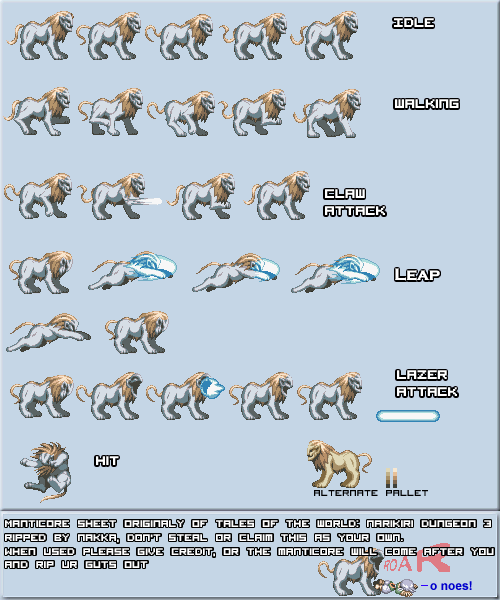 IDLE
WALKING
CLAW
ATTACK
LEAP
LAZER
ATTACK
HIT
ALTERNATE PALLET
MANTICORE SHEET ORIGINALY OF TALES OF THE WORLD: NARIKIRI DUNGEON 3
RIPPED BY NAKKA, DON'T STEAL OR CLAIM THIS AS YOUR OWN.
WHEN USED PLEASE GIVE CREDIT, OR THE MANTICORE WILL COME AFTER YOU
AND RIP UR GUTS OUT
ROAR
o noes!